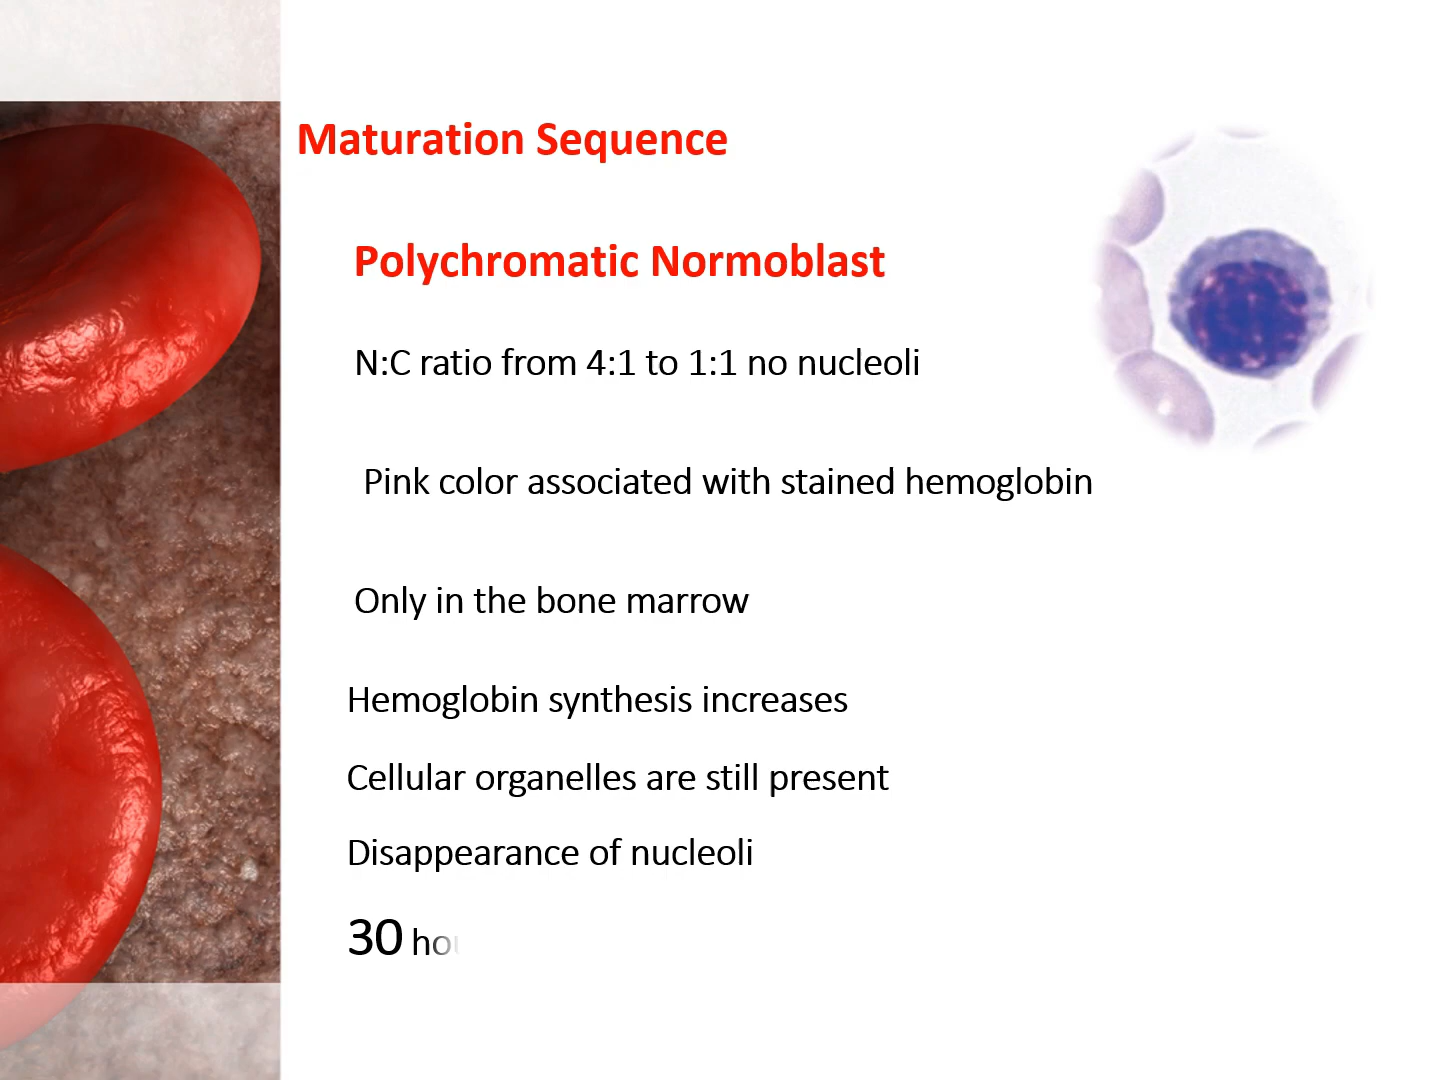 Maturation Sequence
Polychromatic Normoblast
N:C ratio from 4:1 to 1:1 no nucleoli
Pink color associated with stained hemoglobin
Only in the bone marrow
Hemoglobin synthesis increases
Cellular organelles are still present
Disappearance of nucleoli
30